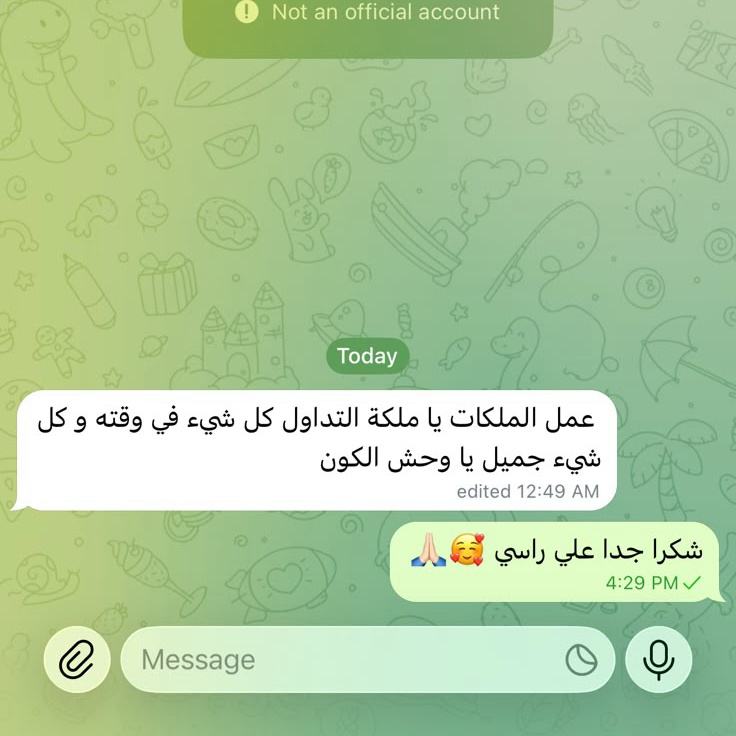 Not an official account
Today
عمل الملكات يا ملكة التداول كل شيء في وقته و كل
شيء جميل يا وحش الكون
edited 12:49 AM
شكرا جدا علي راسي 🥰🙏🏻
4:29 PM
Message